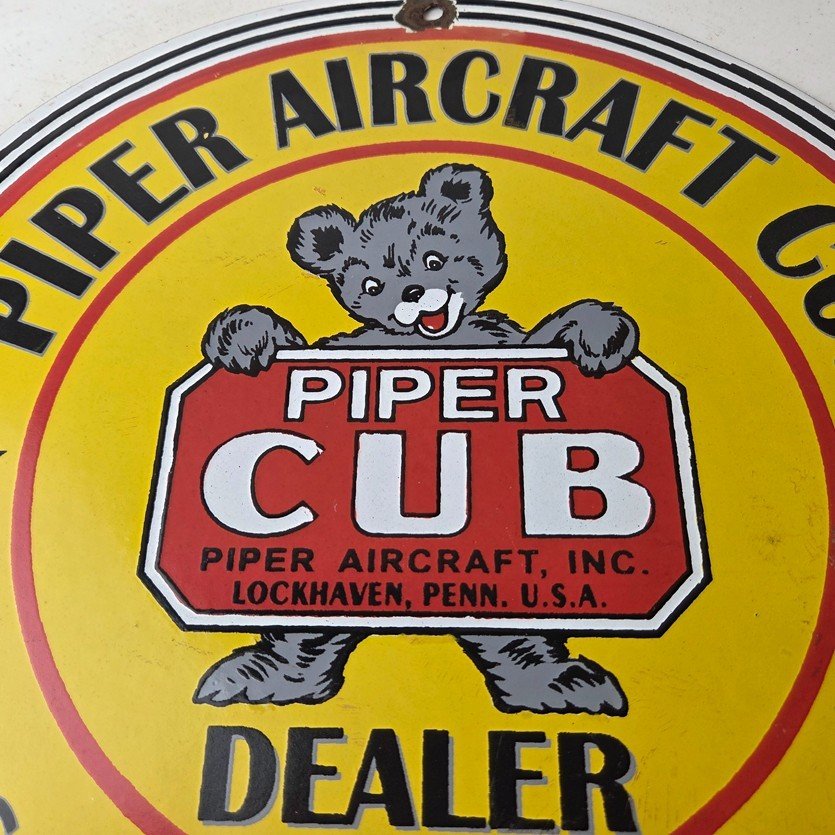 PIPER AIRCRAFT CO
PIPER
CUB
PIPER AIRCRAFT, INC.
LOCKHAVEN, PENN. U.S.A.
DEALER